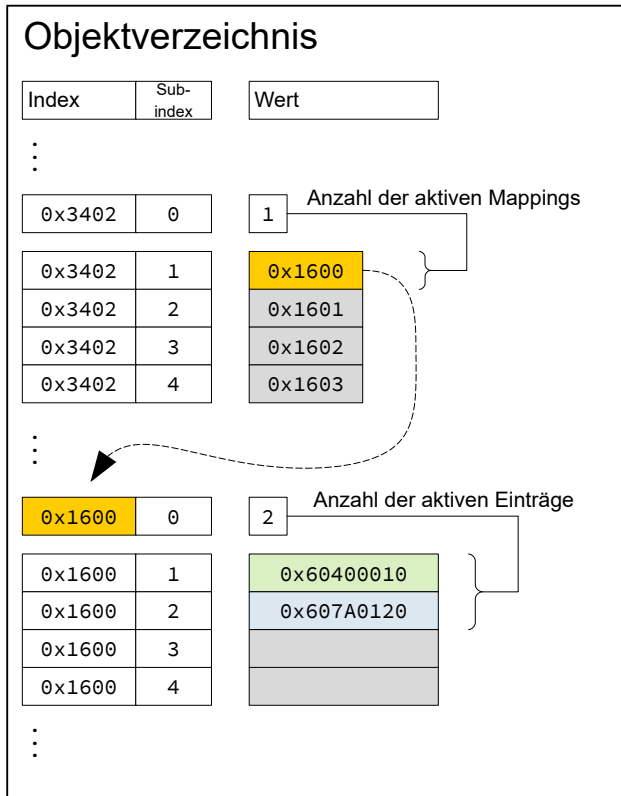 Objektverzeichnis
Index Sub-index Wert
⋮
0x3402 0 1 Anzahl der aktiven Mappings
0x3402 1 0x1600
0x3402 2 0x1601
0x3402 3 0x1602
0x3402 4 0x1603
⋮
0x1600 0 2 Anzahl der aktiven Einträge
0x1600 1 0x60400010
0x1600 2 0x607A0120
0x1600 3
0x1600 4
⋮